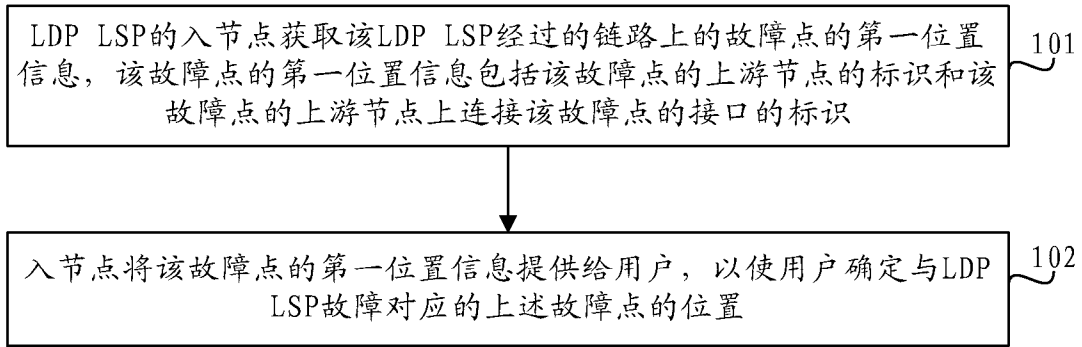 LDP LSP的入节点获取该LDP LSP经过的链路上的故障点的第一位置
信息，该故障点的第一位置信息包括该故障点的上游节点的标识和该
故障点的上游节点上连接该故障点的接口的标识
101
入节点将该故障点的第一位置信息提供给用户，以使用户确定与LDP
LSP故障对应的上述故障点的位置
102